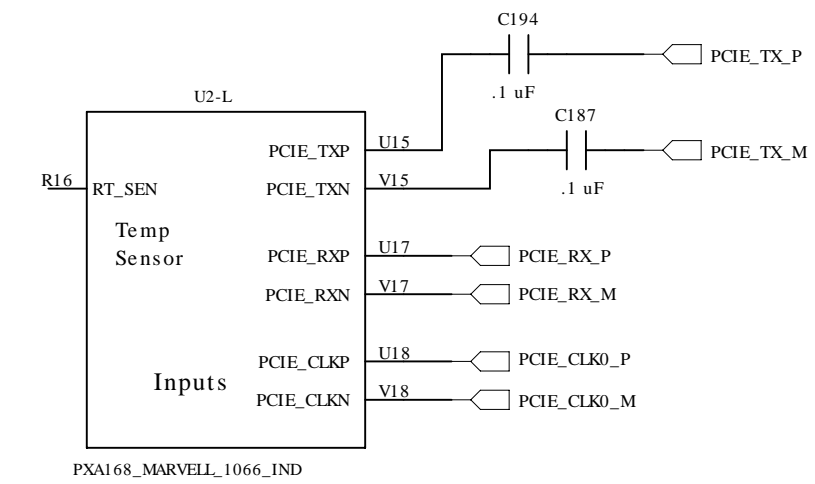 C194
PCIE_TX_P
.1 uF
U2-L
C187
PCIE_TXP U15
PCIE_TX_M
R16 RT_SEN
PCIE_TXN V15
.1 uF
Temp
Sensor
PCIE_RXP U17 PCIE_RX_P
PCIE_RXN V17 PCIE_RX_M
PCIE_CLKP U18 PCIE_CLK0_P
Inputs
PCIE_CLKN V18 PCIE_CLK0_M
PXA168_MARVELL_1066_IND